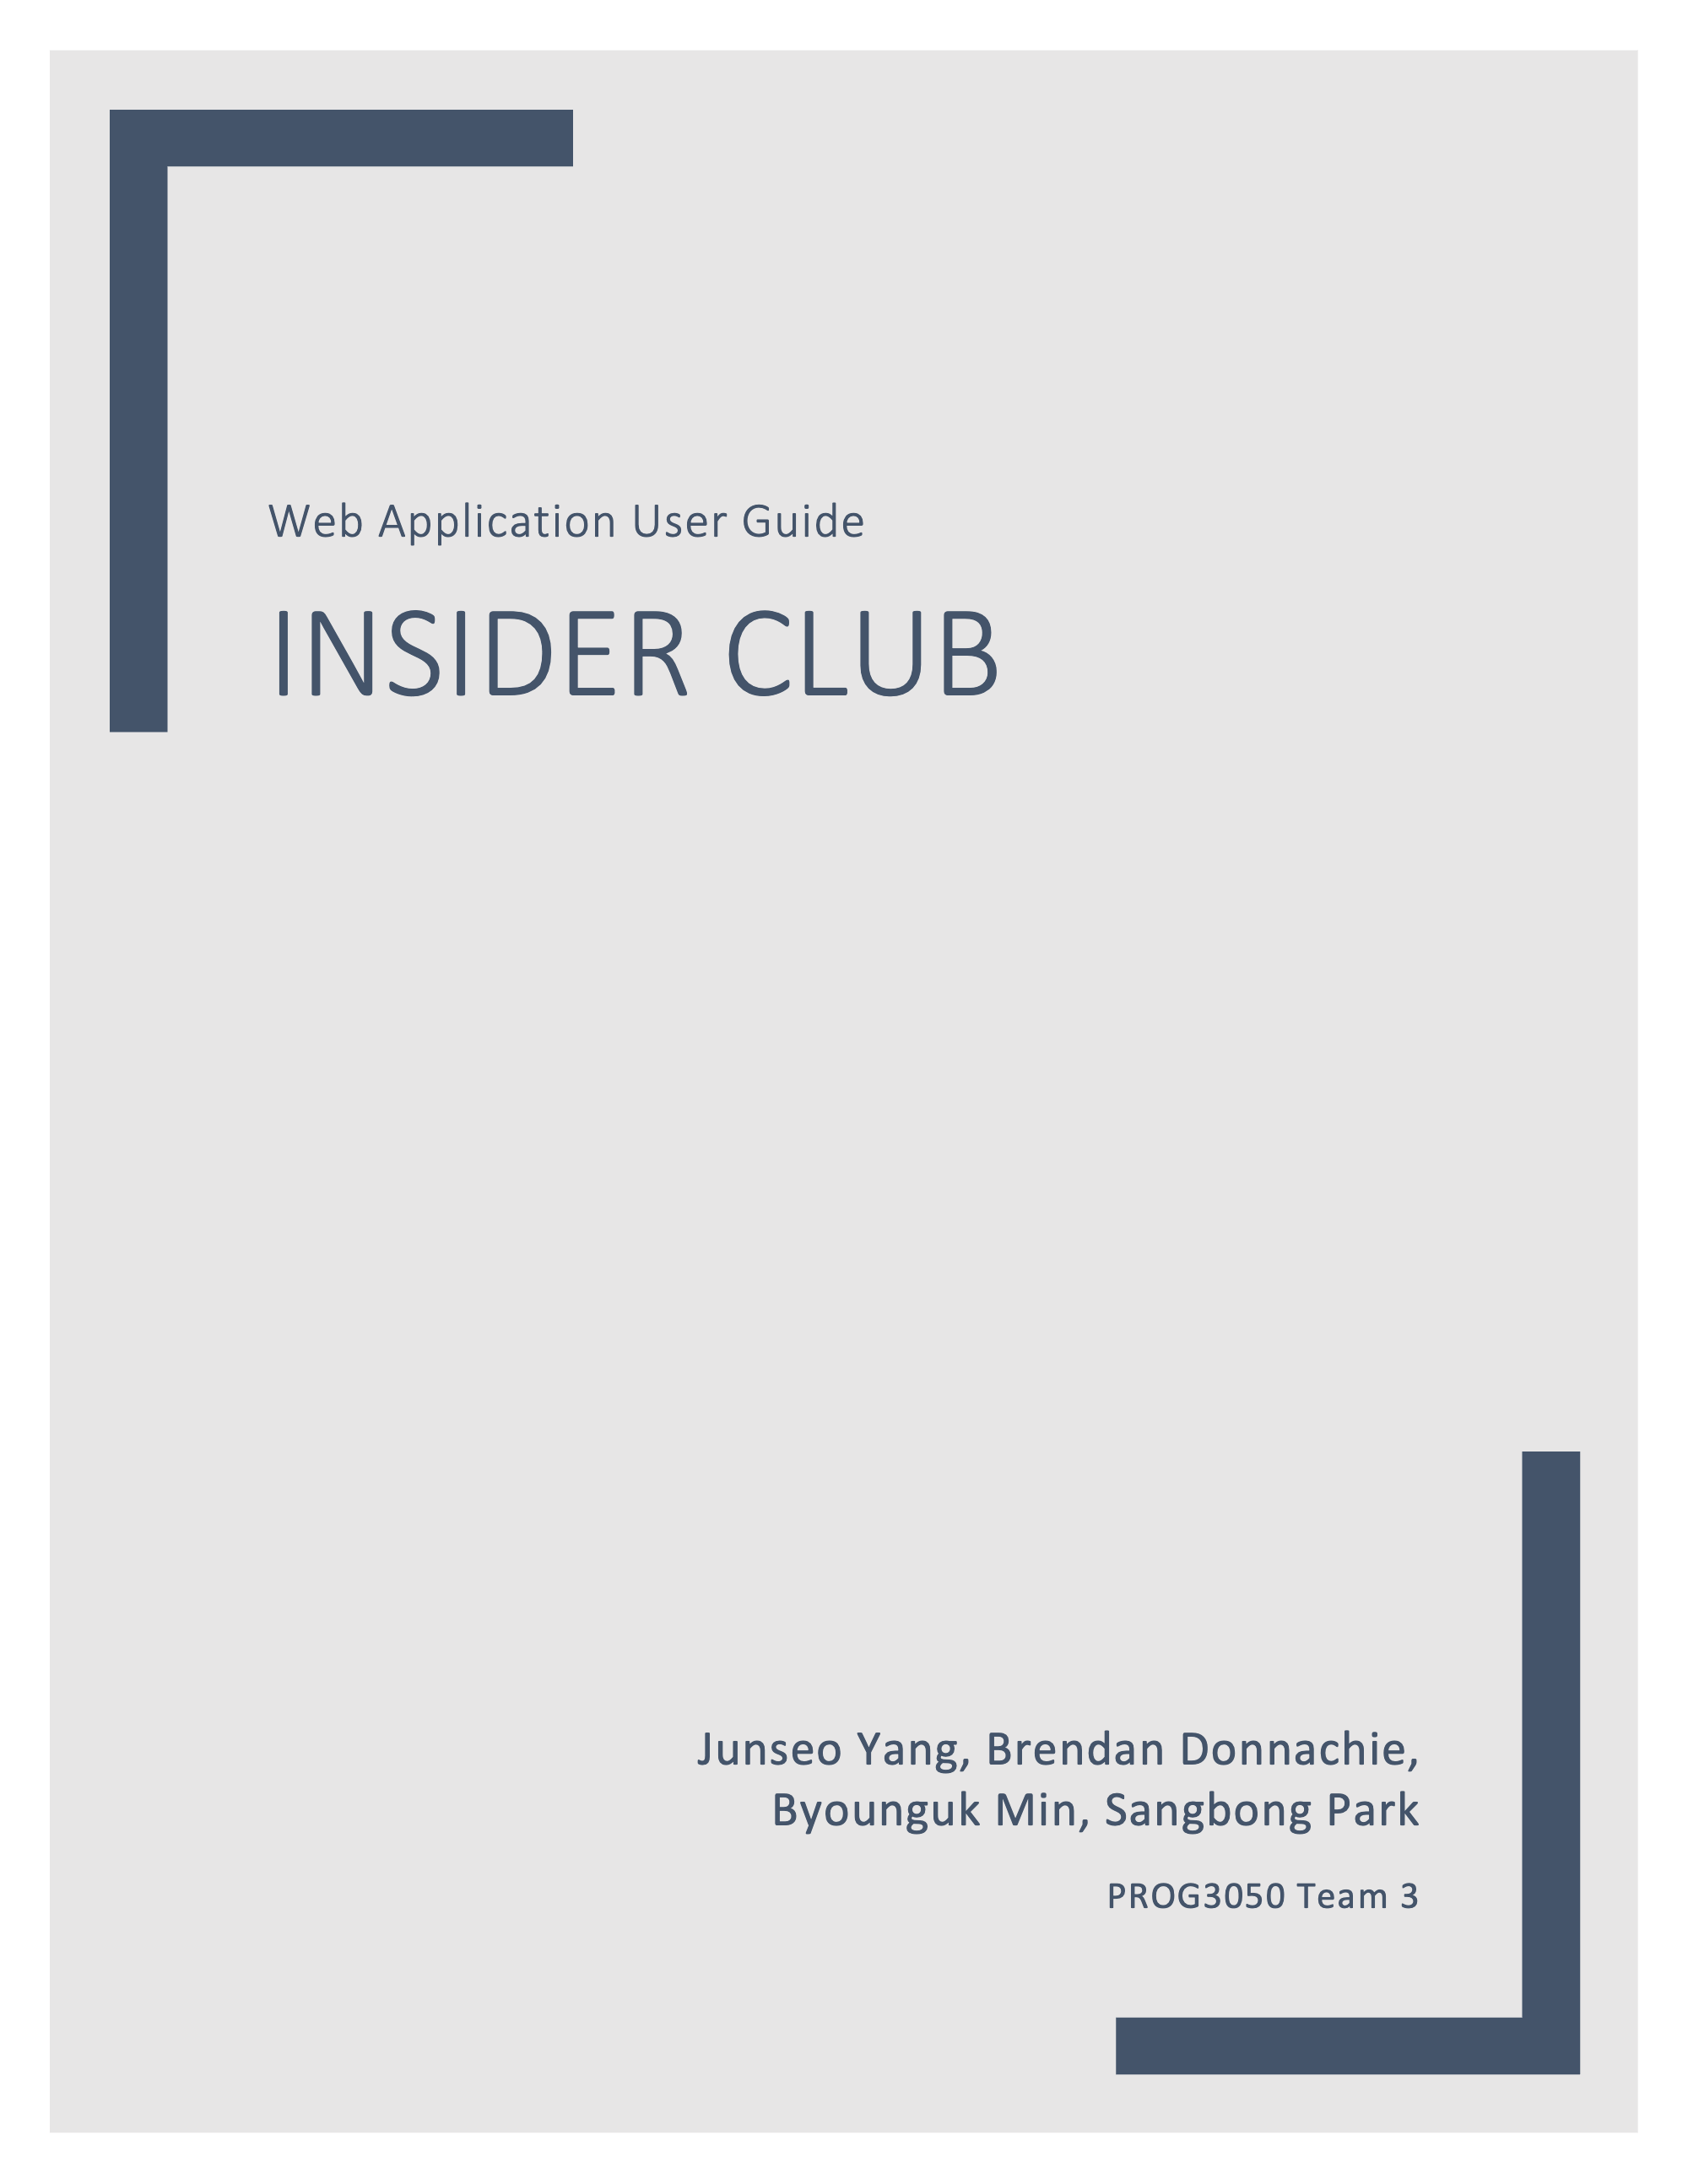 Web Application User Guide
INSIDER CLUB
Junseo Yang, Brendan Donnachie,
Byounguk Min, Sangbong Park
PROG3050 Team 3